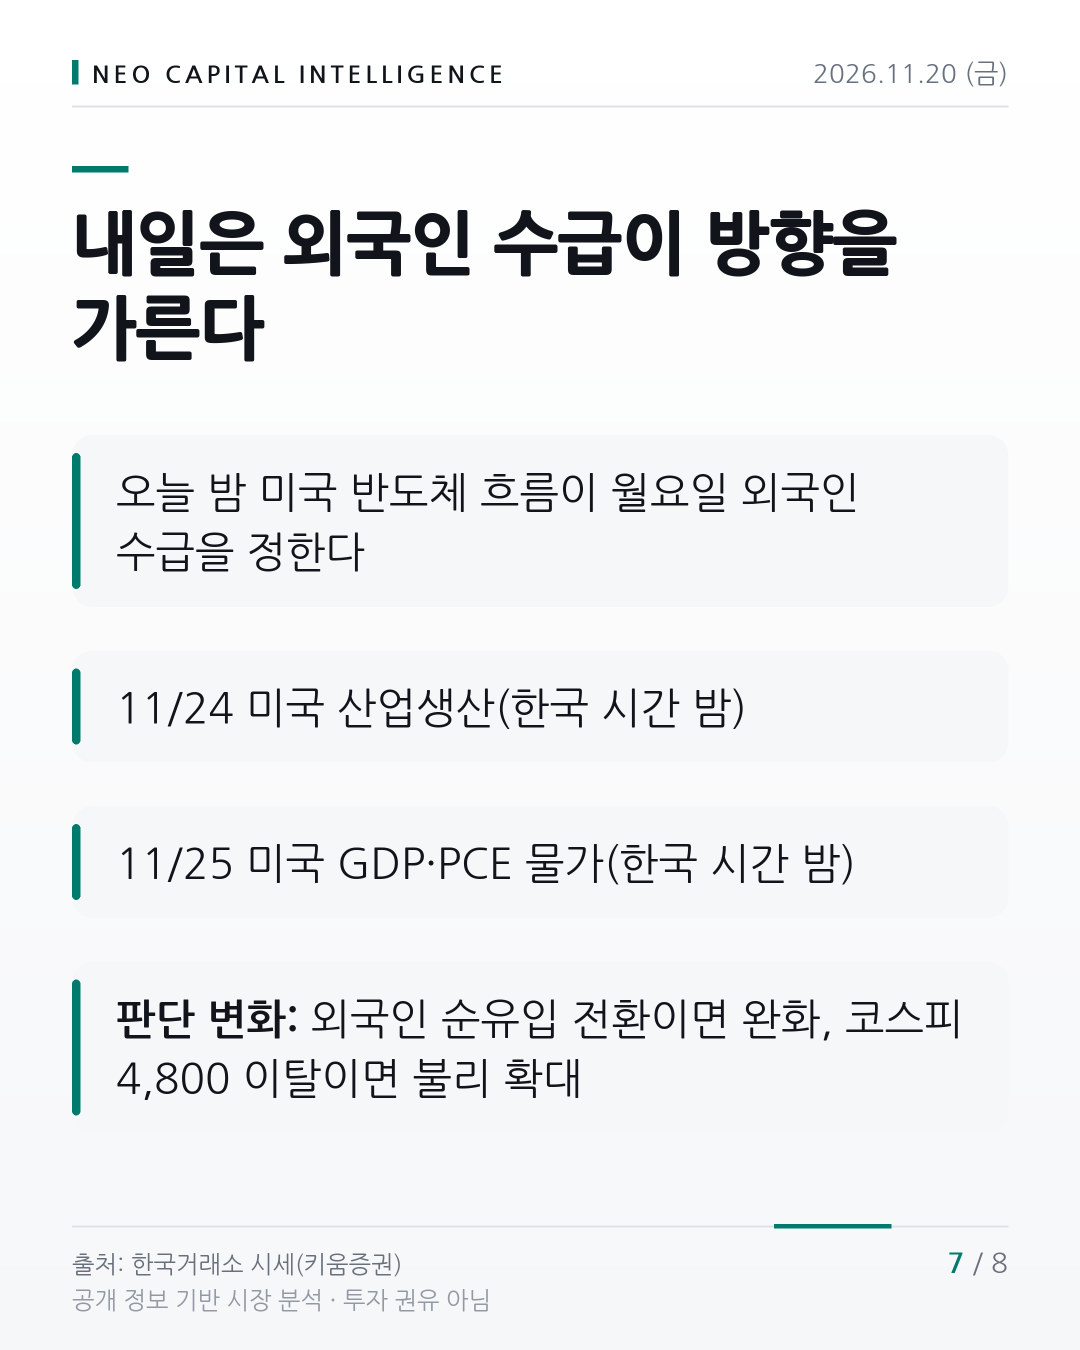 NEO CAPITAL INTELLIGENCE
2026.11.20 (금)
내일은 외국인 수급이 방향을
가른다
오늘 밤 미국 반도체 흐름이 월요일 외국인
수급을 정한다
11/24 미국 산업생산(한국 시간 밤)
11/25 미국 GDP·PCE 물가(한국 시간 밤)
판단 변화: 외국인 순유입 전환이면 완화, 코스피
4,800 이탈이면 불리 확대
출처: 한국거래소 시세(키움증권)
7 / 8
공개 정보 기반 시장 분석 · 투자 권유 아님